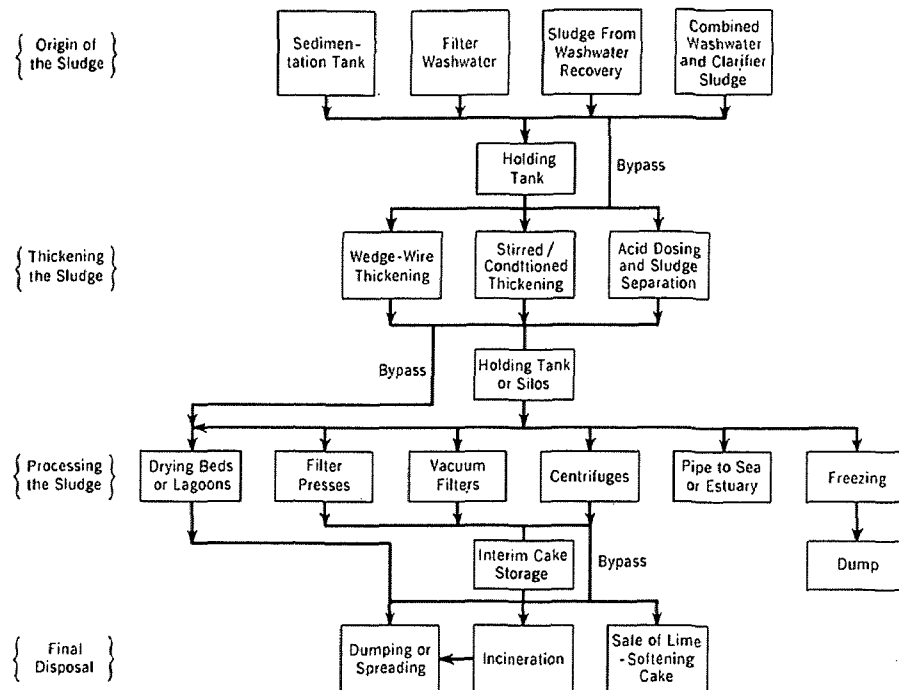 Origin of
the Sludge
Sedimen-
tation Tank
Filter
Washwater
Sludge From
Washwater
Recovery
Combined
Washwater
and Clarifier
Sludge
Holding
Tank
Bypass
Thickening
the Sludge
Wedge-Wire
Thickening
Stirred /
Condtioned
Thickening
Acid Dosing
and Sludge
Separation
Bypass
Holding Tank
or Silos
Processing
the Sludge
Drying Beds
or Lagoons
Filter
Presses
Vacuum
Filters
Centrifuges
Pipe to Sea
or Estuary
Freezing
Interim Cake
Storage
Bypass
Dump
Final
Disposal
Dumping or
Spreading
Incineration
Sale of Lime
-Softening
Cake